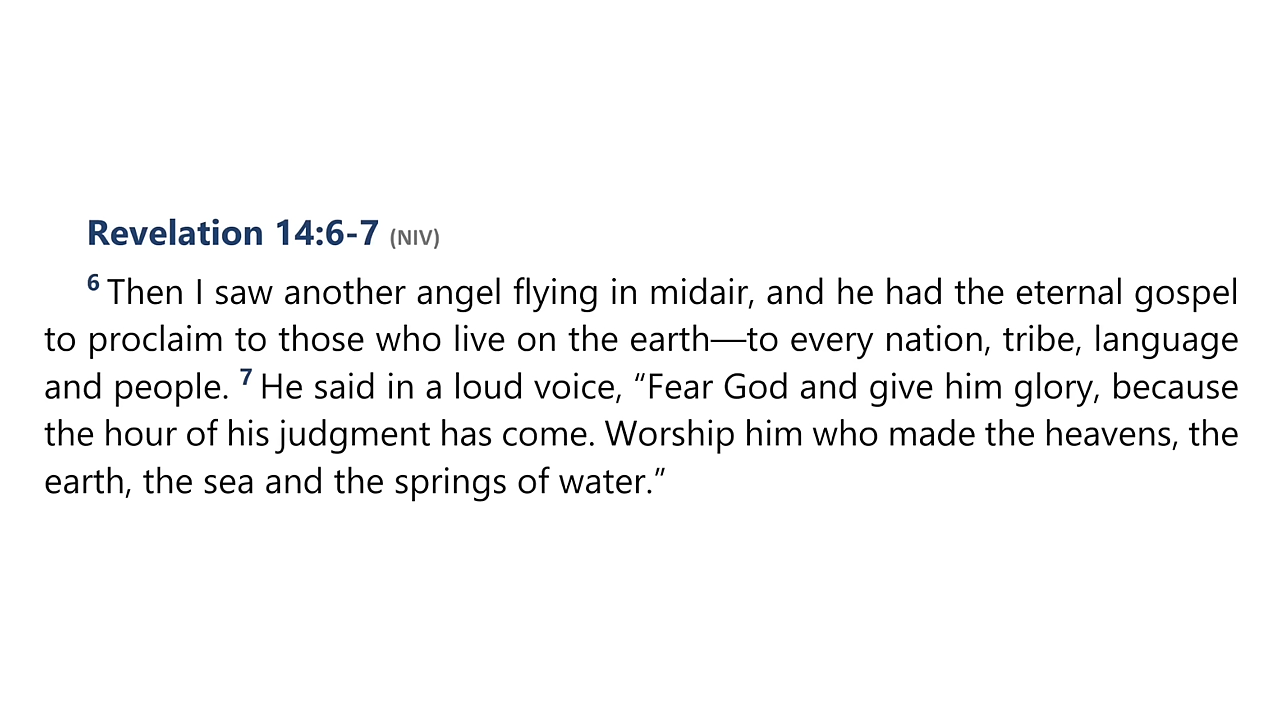 Revelation 14:6-7 (NIV)
6 Then I saw another angel flying in midair, and he had the eternal gospel
to proclaim to those who live on the earth—to every nation, tribe, language
and people. 7 He said in a loud voice, “Fear God and give him glory, because
the hour of his judgment has come. Worship him who made the heavens, the
earth, the sea and the springs of water.”